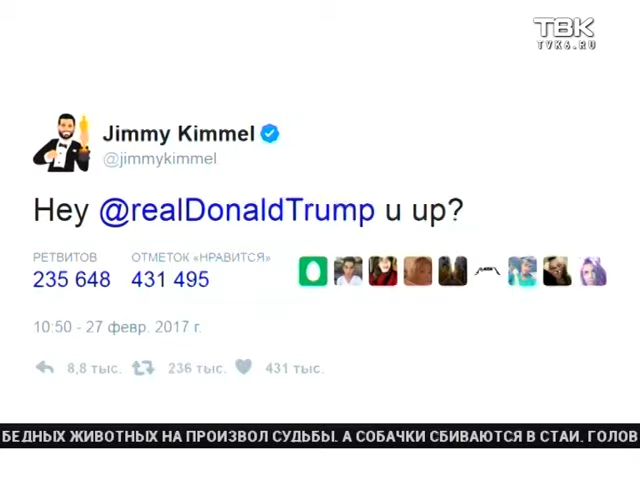 ТВК
TVK6.RU
Jimmy Kimmel
@jimmykimmel
Hey @realDonaldTrump u up?
РЕТВИТОВ ОТМЕТОК «НРАВИТСЯ»
235 648 431 495
10:50 - 27 февр. 2017 г.
8,8 тыс. 236 тыс. 431 тыс.
БЕДНЫХ ЖИВОТНЫХ НА ПРОИЗВОЛ СУДЬБЫ. А СОБАЧКИ СБИВАЮТСЯ В СТАИ. ГОЛОВ